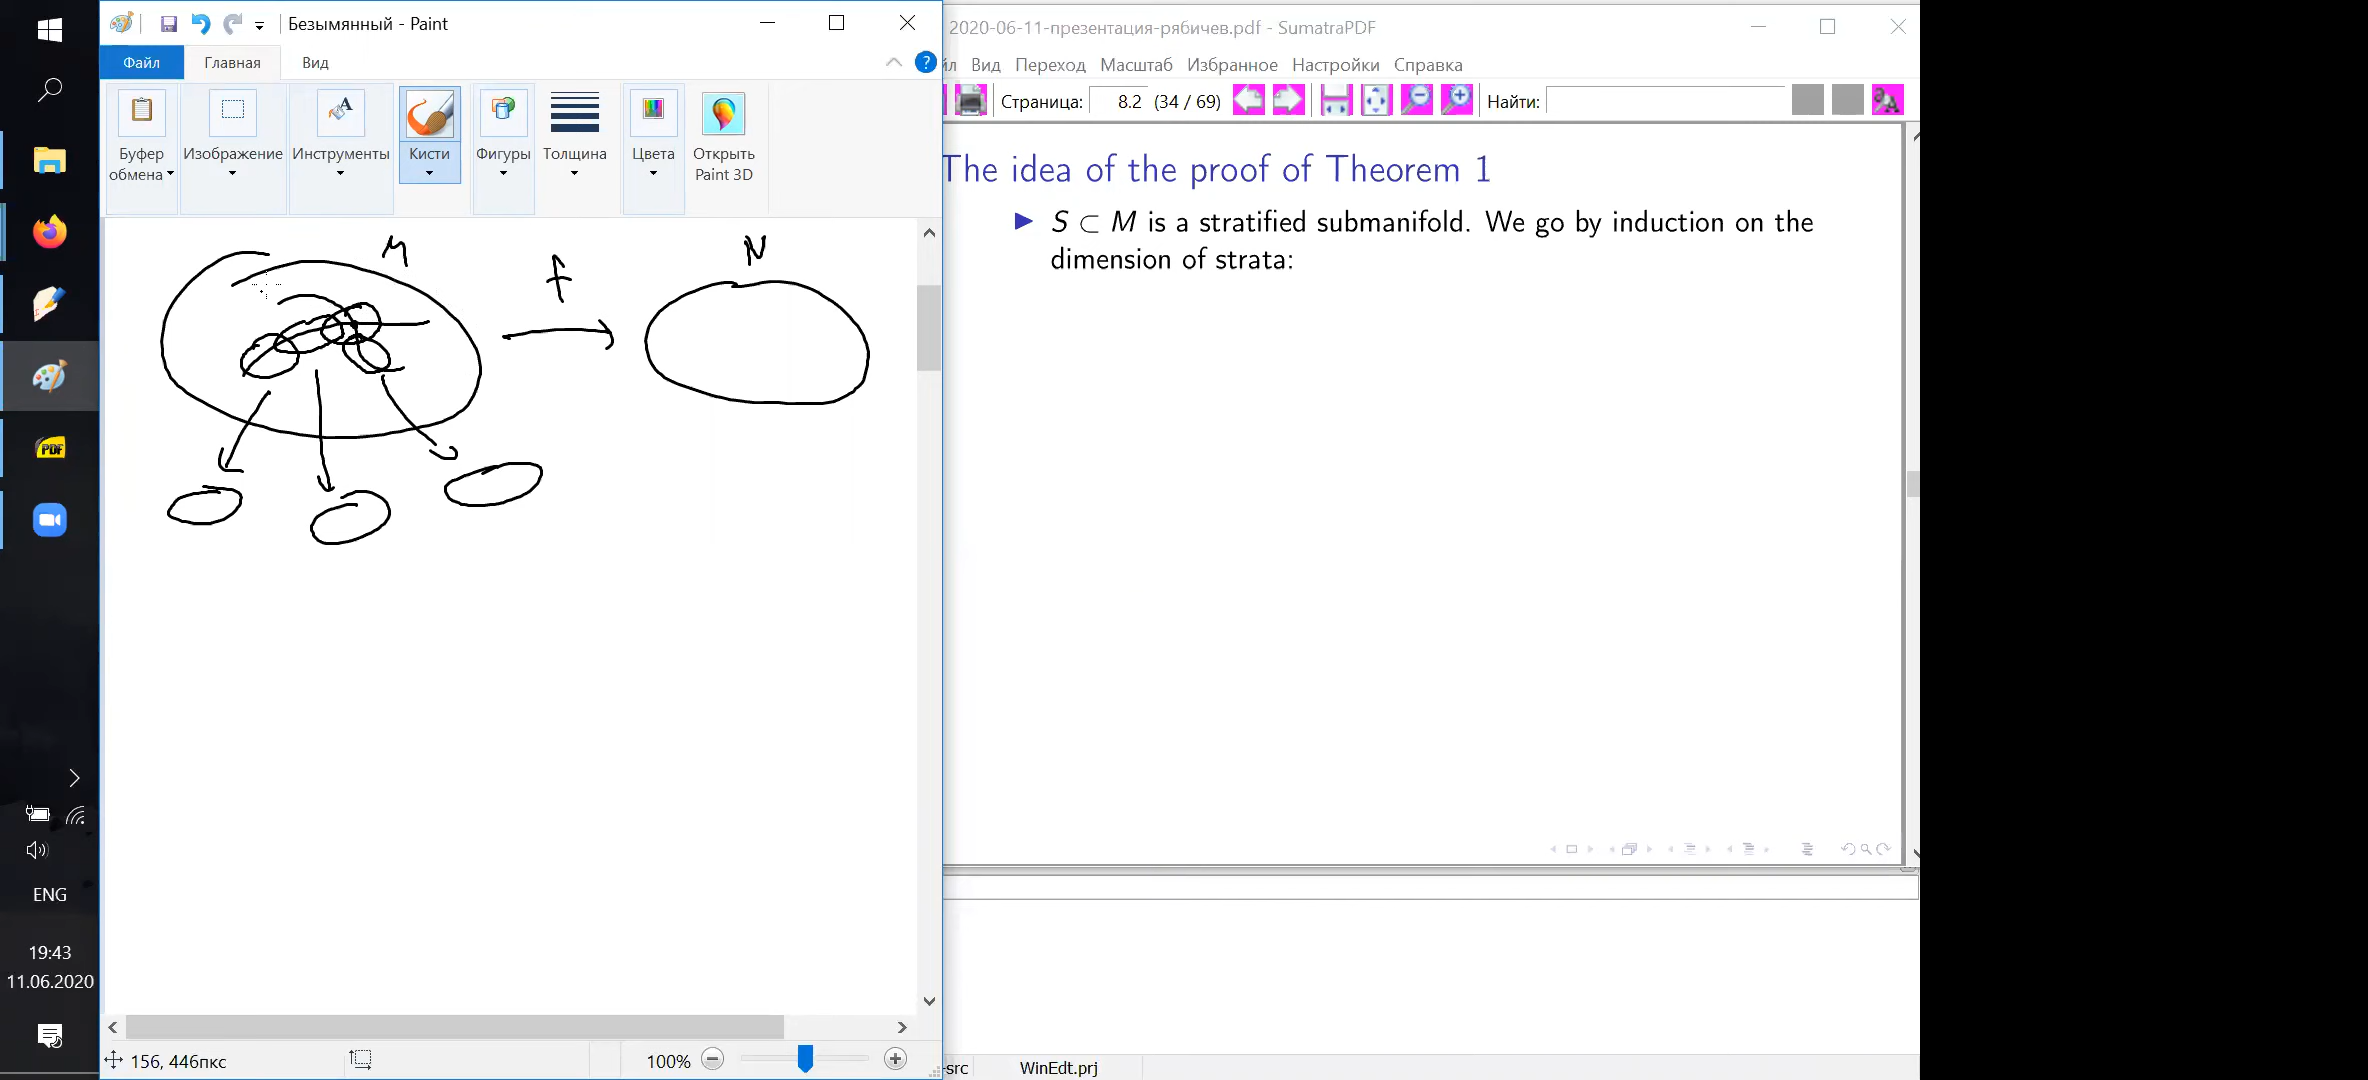 Безымянный - Paint
Файл Главная Вид
Буфер обмена
Изображение
Инструменты
Кисти
Фигуры
Толщина
Цвета
Открыть Paint 3D
M
f
N
156, 446пкс
100%
PDF
ENG
19:43
11.06.2020
2020-06-11-презентация-рябичев.pdf - SumatraPDF
йл Вид Переход Масштаб Избранное Настройки Справка
Страница: 8.2 (34 / 69) Найти:
The idea of the proof of Theorem 1
▶ S ⊂ M is a stratified submanifold. We go by induction on the
dimension of strata:
-src WinEdt.prj